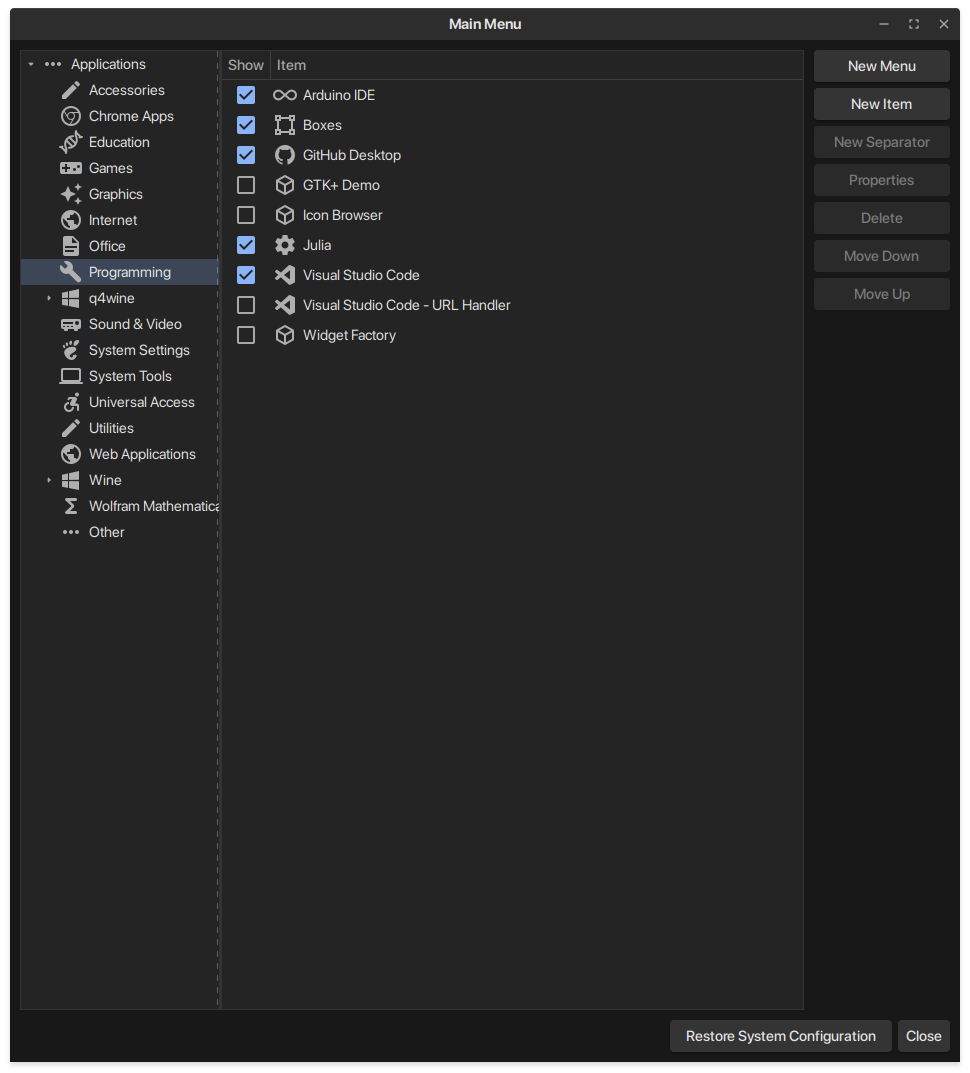 Main Menu
Applications
Accessories
Chrome Apps
Education
Games
Graphics
Internet
Office
Programming
q4wine
Sound & Video
System Settings
System Tools
Universal Access
Utilities
Web Applications
Wine
Wolfram Mathematica
Other
Show Item
Arduino IDE
Boxes
GitHub Desktop
GTK+ Demo
Icon Browser
Julia
Visual Studio Code
Visual Studio Code - URL Handler
Widget Factory
New Menu
New Item
New Separator
Properties
Delete
Move Down
Move Up
Restore System Configuration
Close